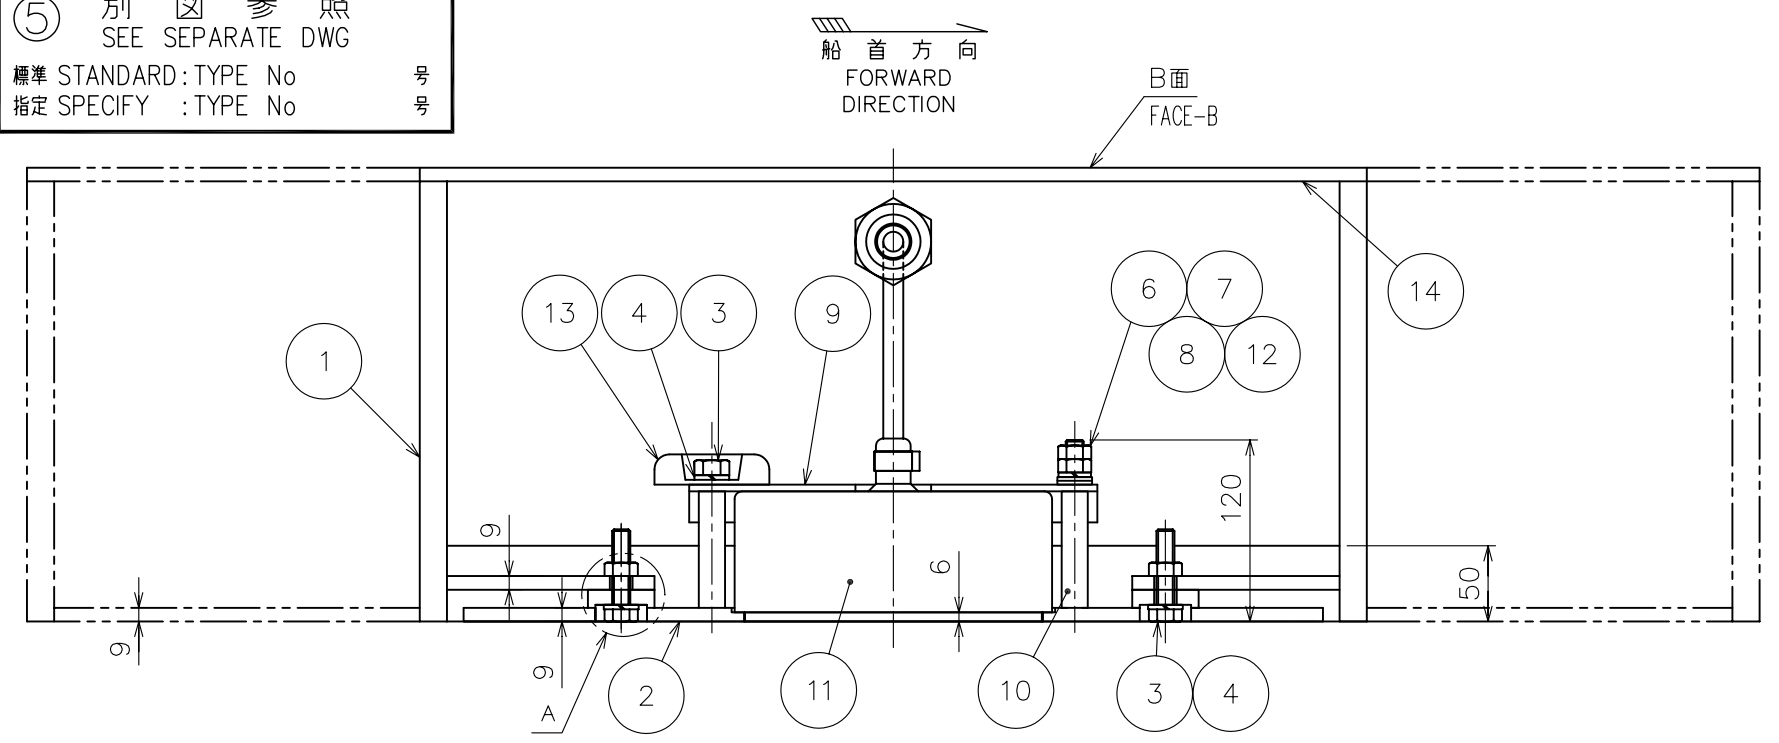 ⑤ 別図参照
SEE SEPARATE DWG
標準 STANDARD:TYPE No 号
指定 SPECIFY :TYPE No 号
船首方向
FORWARD
DIRECTION
B面
FACE-B
13
4
3
9
6
7
8
12
14
1
9
6
120
50
9
9
A
2
11
10
3
4